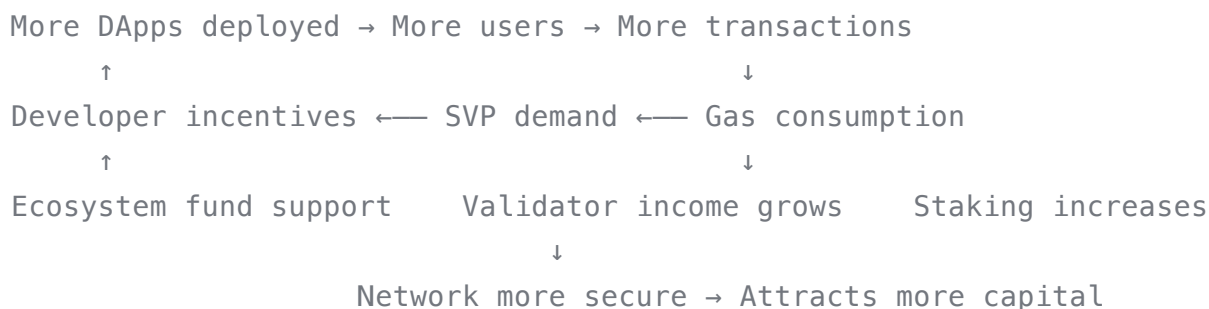 More DApps deployed → More users → More transactions
↑ ↓
Developer incentives ←── SVP demand ←── Gas consumption
↑ ↓
Ecosystem fund support Validator income grows Staking increases
↓
Network more secure → Attracts more capital